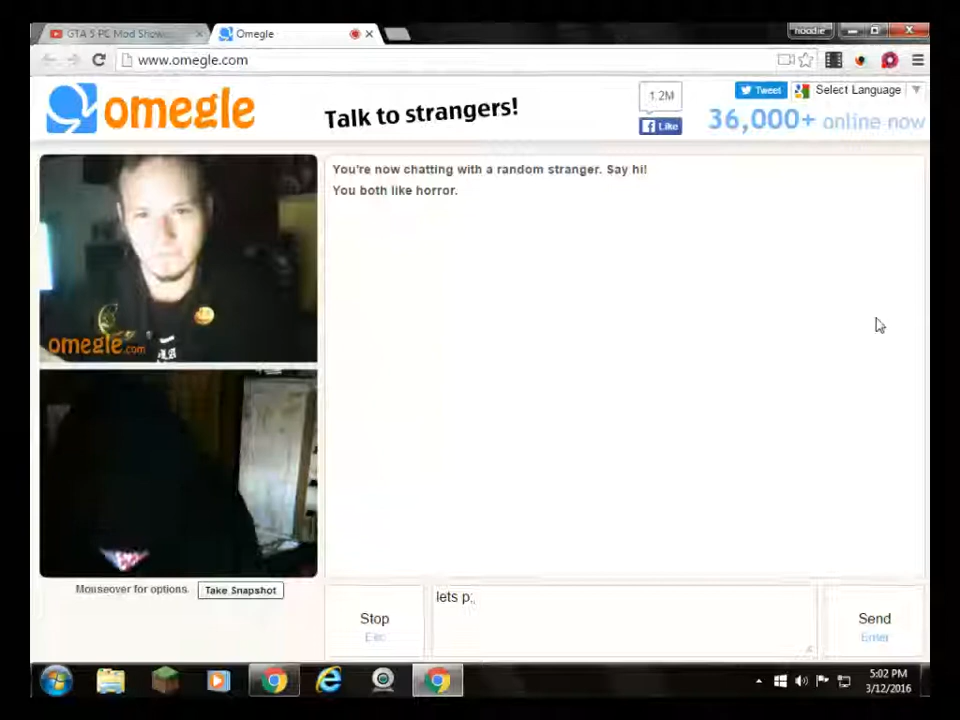 GTA 5 PC Mod Show
Omegle
hoodie
www.omegle.com
omegle
Talk to strangers!
1.2M
Like
Tweet
Select Language
36,000+ online now
You're now chatting with a random stranger. Say hi!
You both like horror.
omegle.com
Mouseover for options.
Take Snapshot
Stop
Esc
lets p;
Send
Enter
5:02 PM
3/12/2016